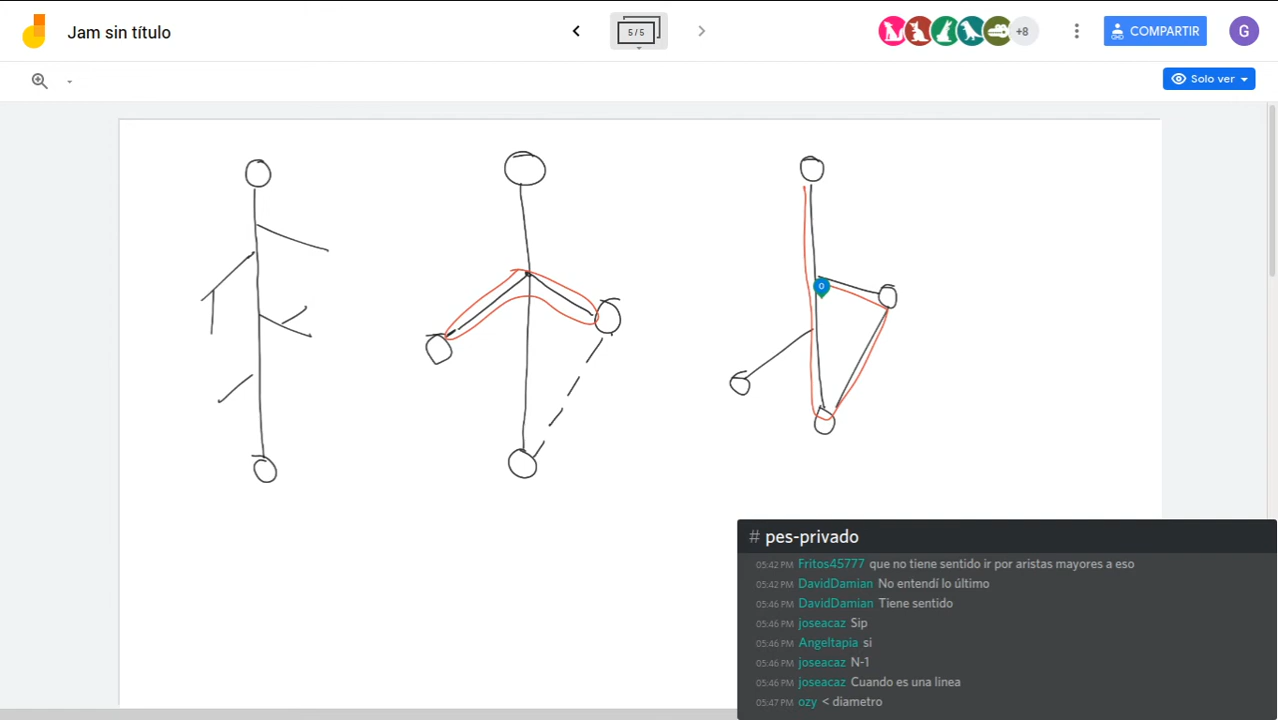 Jam sin título
5 / 5
+8
COMPARTIR
G
Solo ver
0
# pes-privado
05:42 PM Fritos45777 que no tiene sentido ir por aristas mayores a eso
05:42 PM DavidDamian No entendí lo último
05:46 PM DavidDamian Tiene sentido
05:46 PM joseacaz Sip
05:46 PM Angeltapia si
05:46 PM joseacaz N-1
05:46 PM joseacaz Cuando es una linea
05:47 PM ozy < diametro